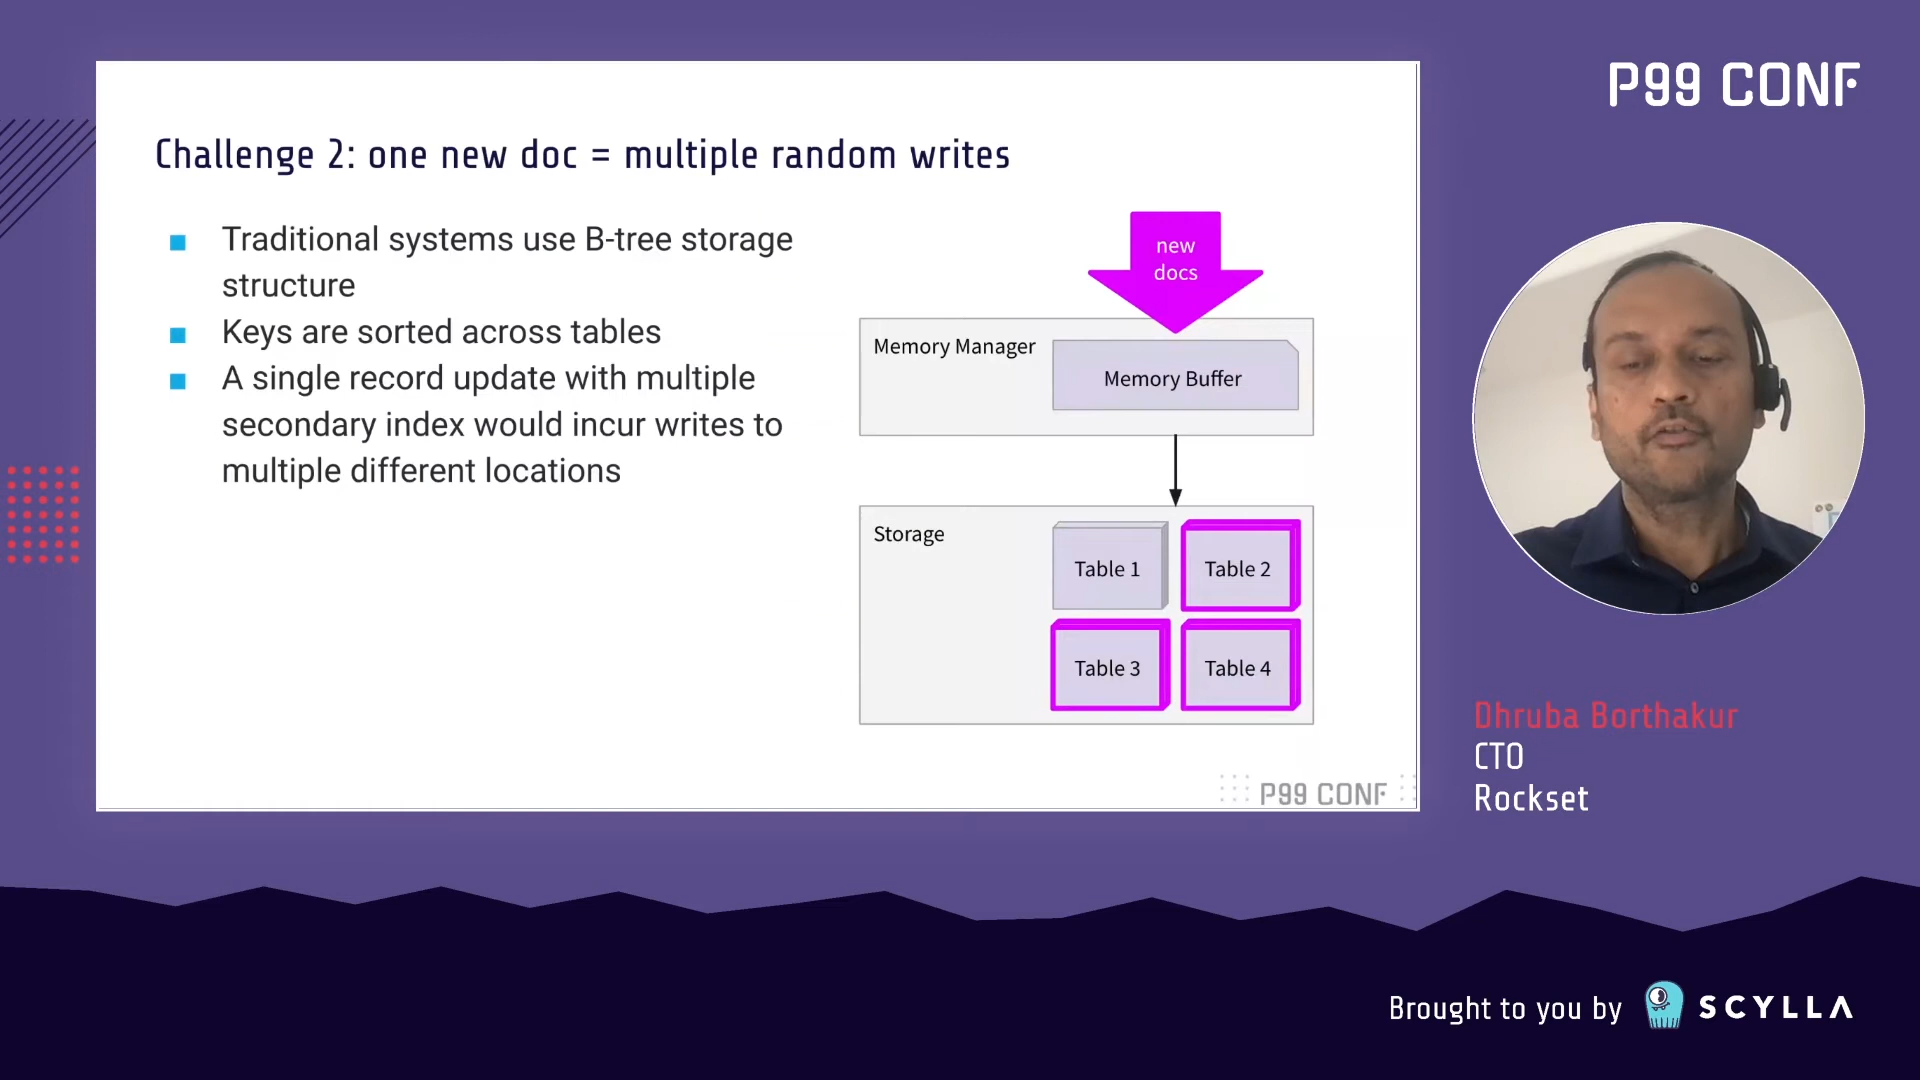 P99 CONF
Challenge 2: one new doc = multiple random writes
Traditional systems use B-tree storage
structure
Keys are sorted across tables
A single record update with multiple
secondary index would incur writes to
multiple different locations
new
docs
Memory Manager
Memory Buffer
Storage
Table 1
Table 2
Table 3
Table 4
P99 CONF
Dhruba Borthakur
CTO
Rockset
Brought to you by SCYLLA